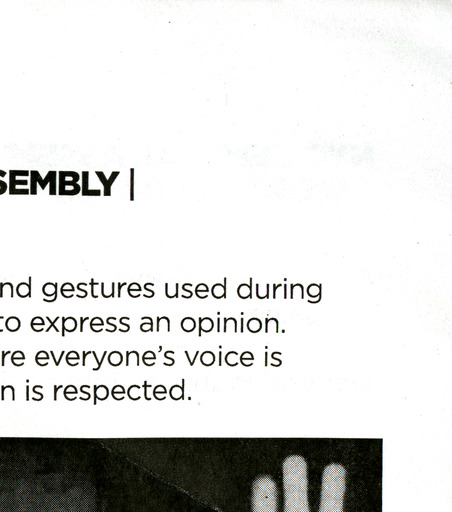 SEMBLY |
nd gestures used during
to express an opinion.
re everyone's voice is
n is respected.